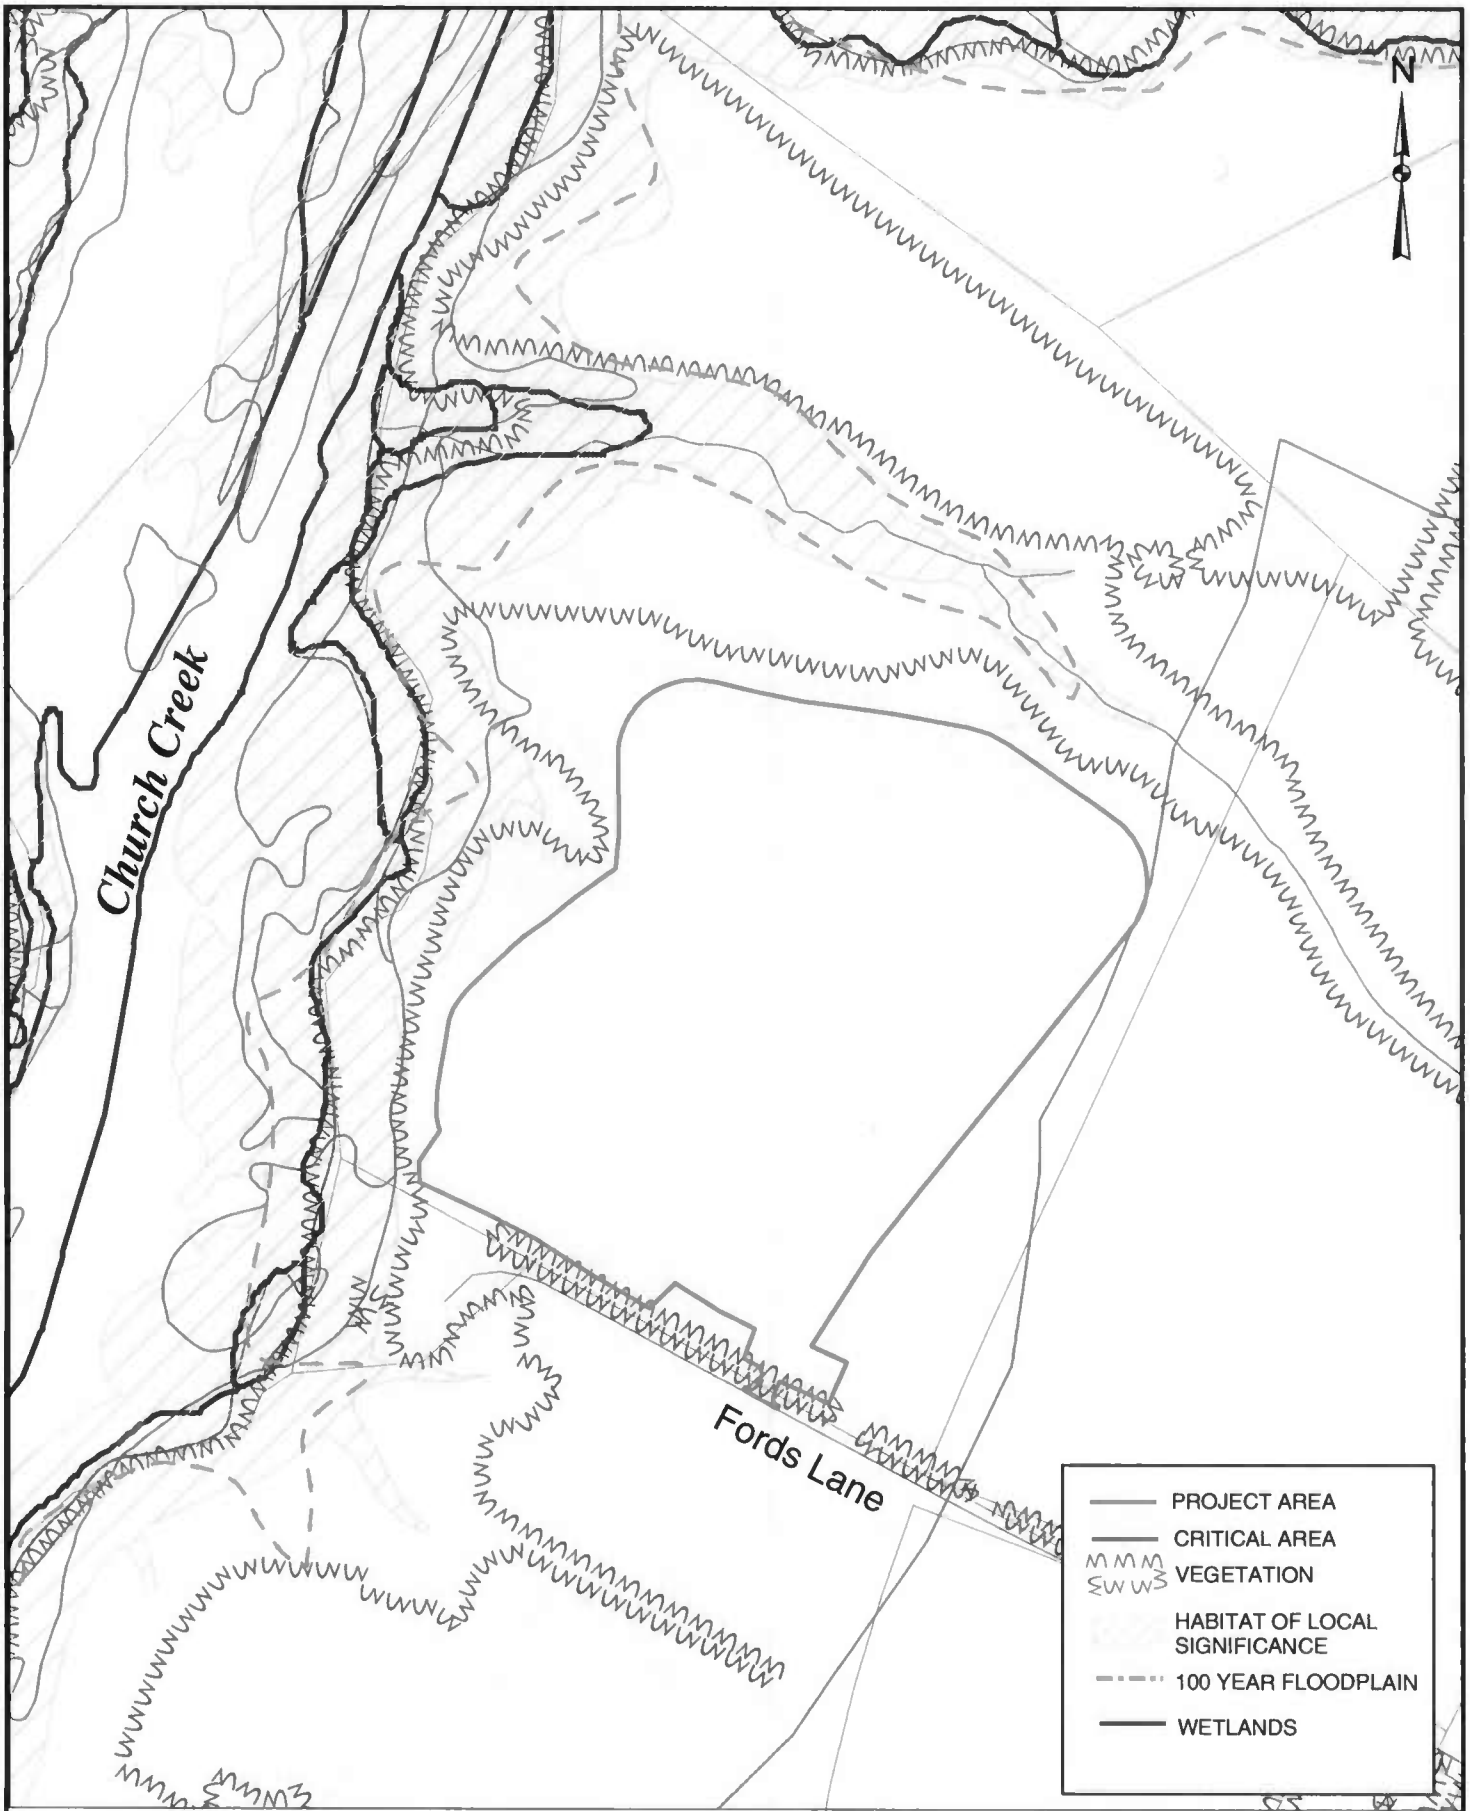 N
Church Creek
Fords Lane
PROJECT AREA
CRITICAL AREA
VEGETATION
HABITAT OF LOCAL
SIGNIFICANCE
100 YEAR FLOODPLAIN
WETLANDS